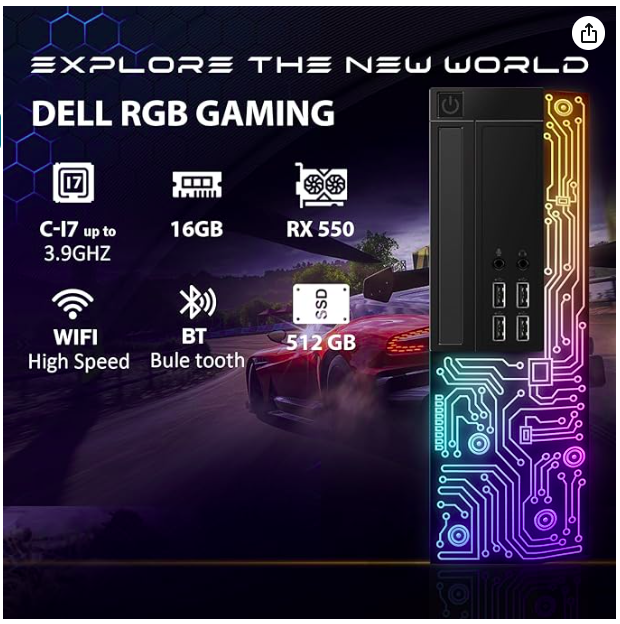 EXPLORE THE NEW WORLD
DELL RGB GAMING
I7
C-I7 up to
3.9GHZ
16GB
RX 550
SSD
WIFI
High Speed
BT
Bule tooth
512 GB